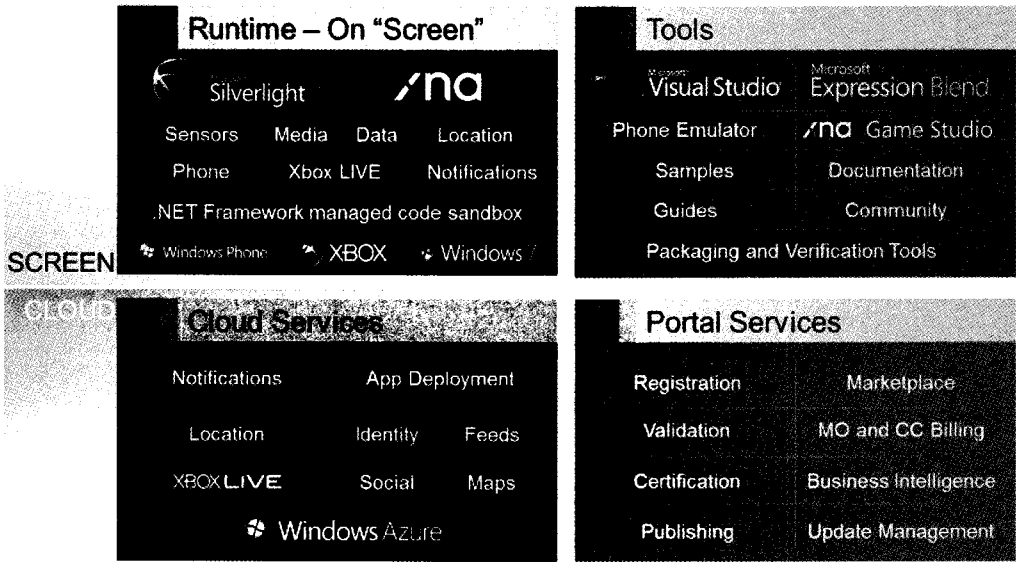 Runtime – On “Screen”
Microsoft
Silverlight
xna
Sensors Media Data Location
Phone Xbox LIVE Notifications
.NET Framework managed code sandbox
Windows Phone XBOX Windows 7
SCREEN
Tools
Microsoft
Visual Studio
Microsoft
Expression Blend
Phone Emulator
xna Game Studio
Samples
Documentation
Guides
Community
Packaging and Verification Tools
CLOUD
Cloud Services
Notifications App Deployment
Location Identity Feeds
XBOX LIVE Social Maps
Windows Azure
Portal Services
Registration
Marketplace
Validation
MO and CC Billing
Certification
Business Intelligence
Publishing
Update Management